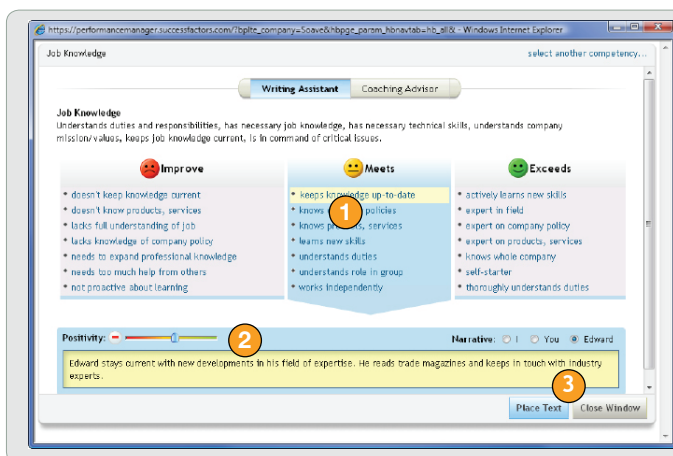 https://performancemanager.successfactors.com/?bplte_company=Soave&hbpge_param_hbnavtab=hb_all& - Windows Internet Explorer
Job Knowledge
select another competency...
Writing Assistant
Coaching Advisor
Job Knowledge
Understands duties and responsibilities, has necessary job knowledge, has necessary technical skills, understands company
mission/values, keeps job knowledge current, is in command of critical issues.
Improve
Meets
Exceeds
* doesn't keep knowledge current
* doesn't know products, services
* lacks full understanding of job
* lacks knowledge of company policy
* needs to expand professional knowledge
* needs too much help from others
* not proactive about learning
* keeps knowledge up-to-date
* knows policies
* knows services
* learns new skills
* understands duties
* understands role in group
* works independently
1
* actively learns new skills
* expert in field
* expert on company policy
* expert on products, services
* knows whole company
* self-starter
* thoroughly understands duties
Positivity:
2
Narrative: I You Edward
Edward stays current with new developments in his field of expertise. He reads trade magazines and keeps in touch with industry
experts.
3
Place Text
Close Window